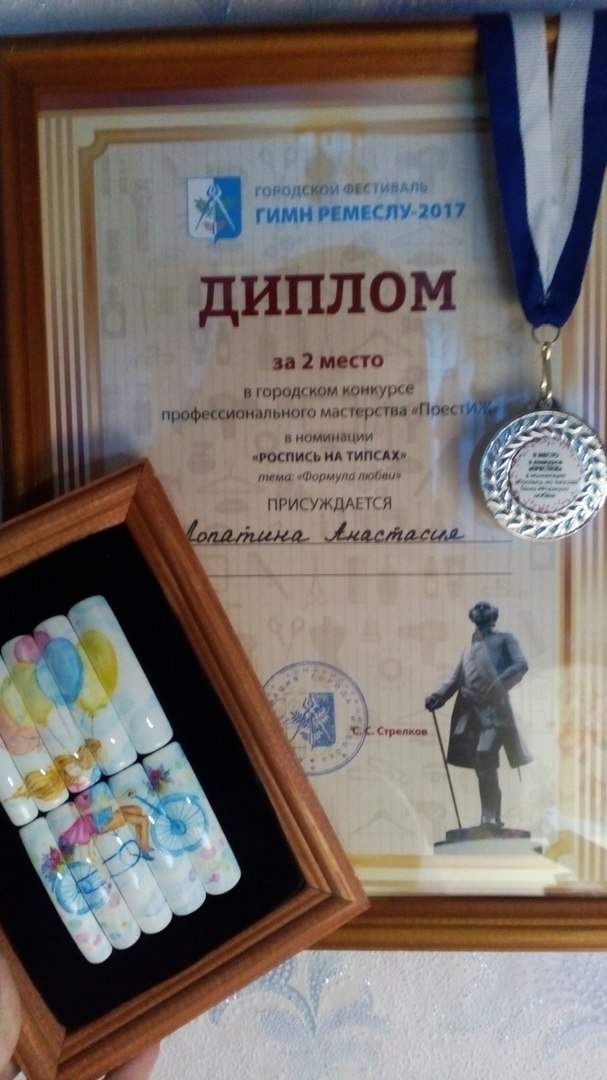 ГОРОДСКОЙ ФЕСТИВАЛЬ
ГИМН РЕМЕСЛУ-2017
ДИПЛОМ
за 2 место
в городском конкурсе
профессионального мастерства «ПрестИЖ»
в номинации
«РОСПИСЬ НА ТИПСАХ»
тема: «Формула любви»
ПРИСУЖДАЕТСЯ
Лопатина Анастасия
С. С. Стрелков